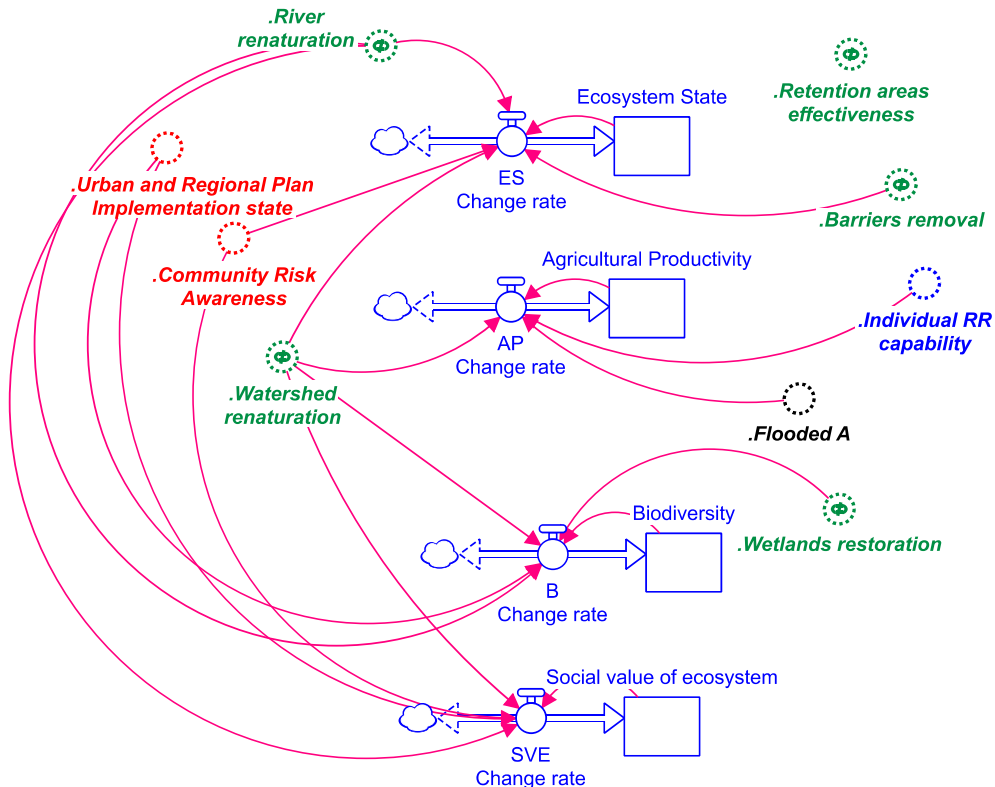 .River
renaturation
Φ
Φ
.Retention areas
effectiveness
Ecosystem State
.Urban and Regional Plan
Implementation state
ES
Change rate
Φ
.Barriers removal
.Community Risk
Awareness
Agricultural Productivity
.Individual RR
capability
AP
Change rate
Φ
.Watershed
renaturation
.Flooded A
Biodiversity
Φ
.Wetlands restoration
B
Change rate
Social value of ecosystem
SVE
Change rate